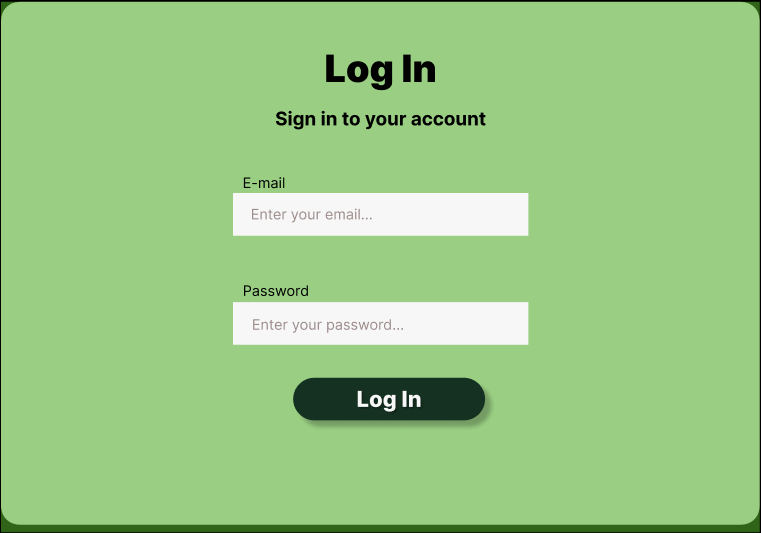 Log In
Sign in to your account
E-mail
Enter your email...
Password
Enter your password...
Log In